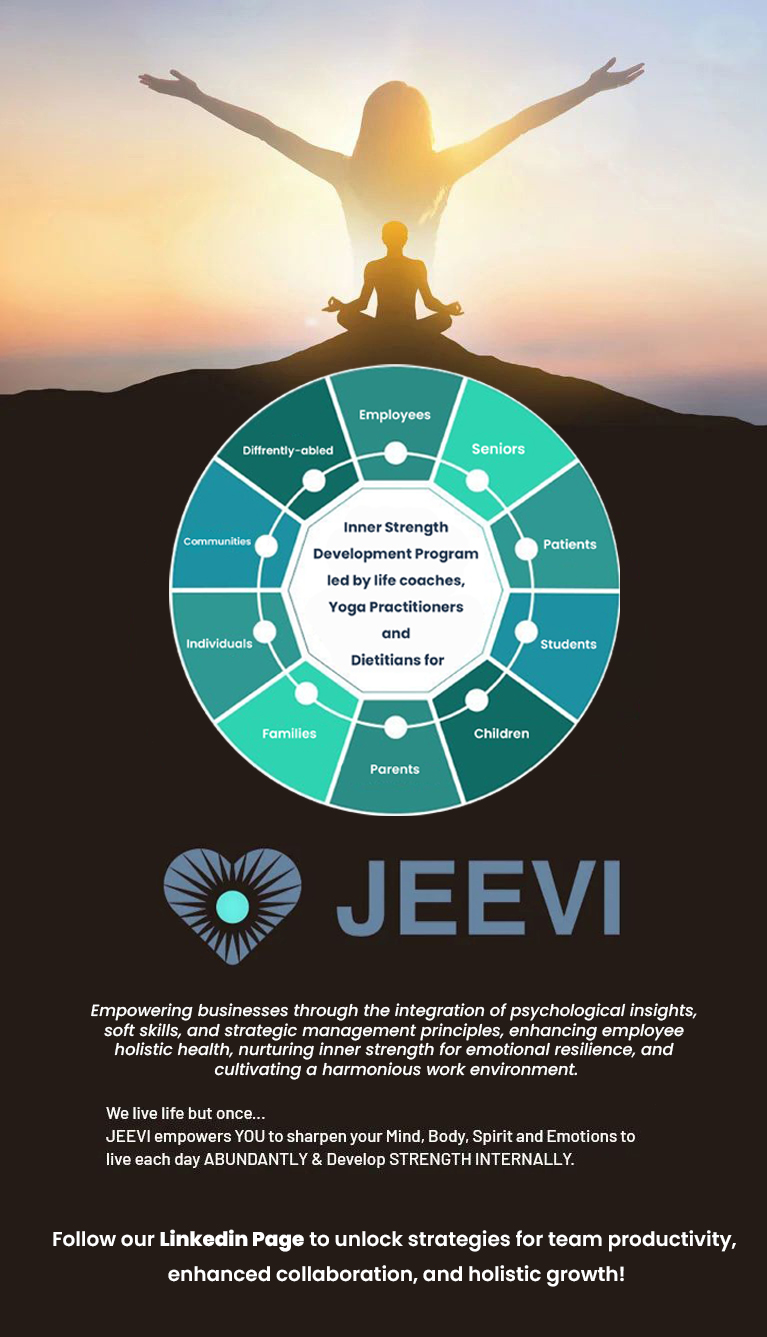 Employees
Seniors
Patients
Students
Children
Parents
Families
Individuals
Communities
Diffrently-abled
Inner Strength
Development Program
led by life coaches,
Yoga Practitioners
and
Dietitians for
JEEVI
Empowering businesses through the integration of psychological insights,
soft skills, and strategic management principles, enhancing employee
holistic health, nurturing inner strength for emotional resilience, and
cultivating a harmonious work environment.
We live life but once...
JEEVI empowers YOU to sharpen your Mind, Body, Spirit and Emotions to
live each day ABUNDANTLY & Develop STRENGTH INTERNALLY.
Follow our Linkedin Page to unlock strategies for team productivity,
enhanced collaboration, and holistic growth!